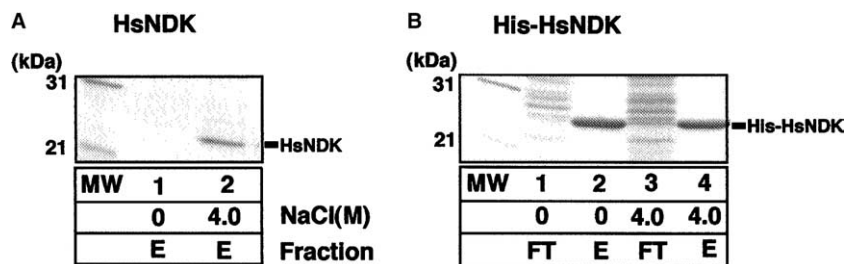 A HsNDK
(kDa)
31
21
HsNDK
MW 1 2
0 4.0 NaCl(M)
E E Fraction
B His-HsNDK
(kDa)
31
21
His-HsNDK
MW 1 2 3 4
0 0 4.0 4.0
FT E FT E